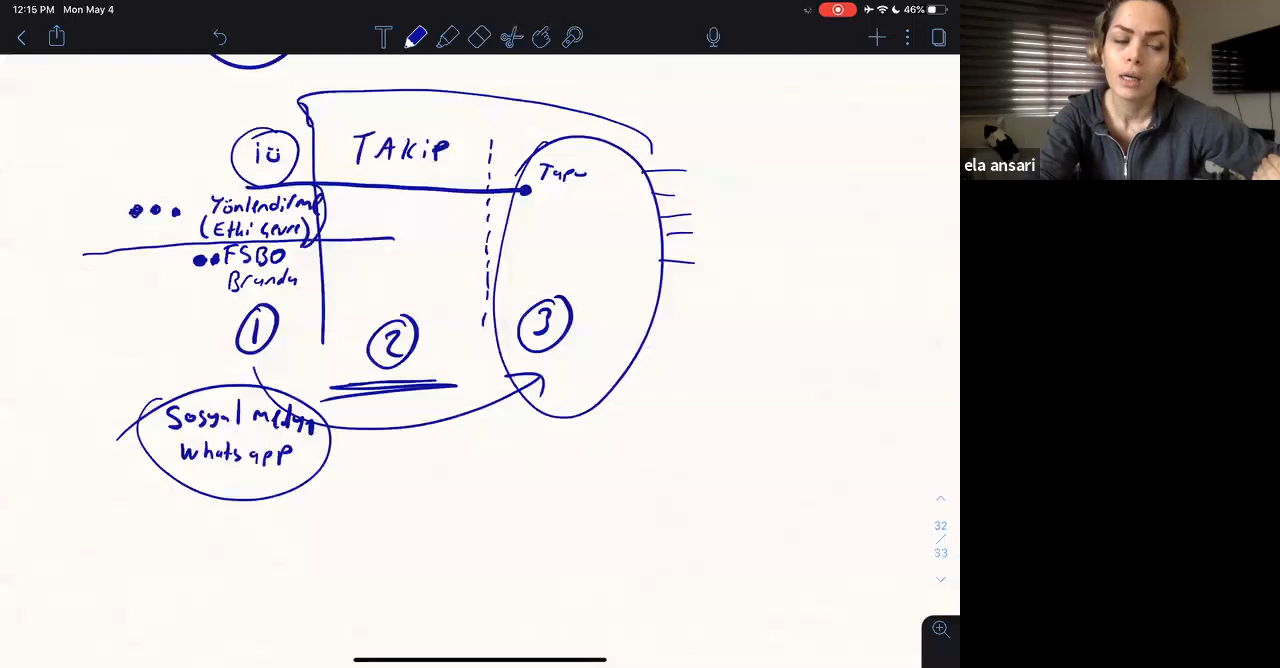 12:15 PM Mon May 4
46%
T
ela ansari
İÜ
TAKİP
Tapu
Yönlendirme
(Etki Çevre)
FSBO
Branda
1
2
3
Sosyal medya
Whatsapp
32
33